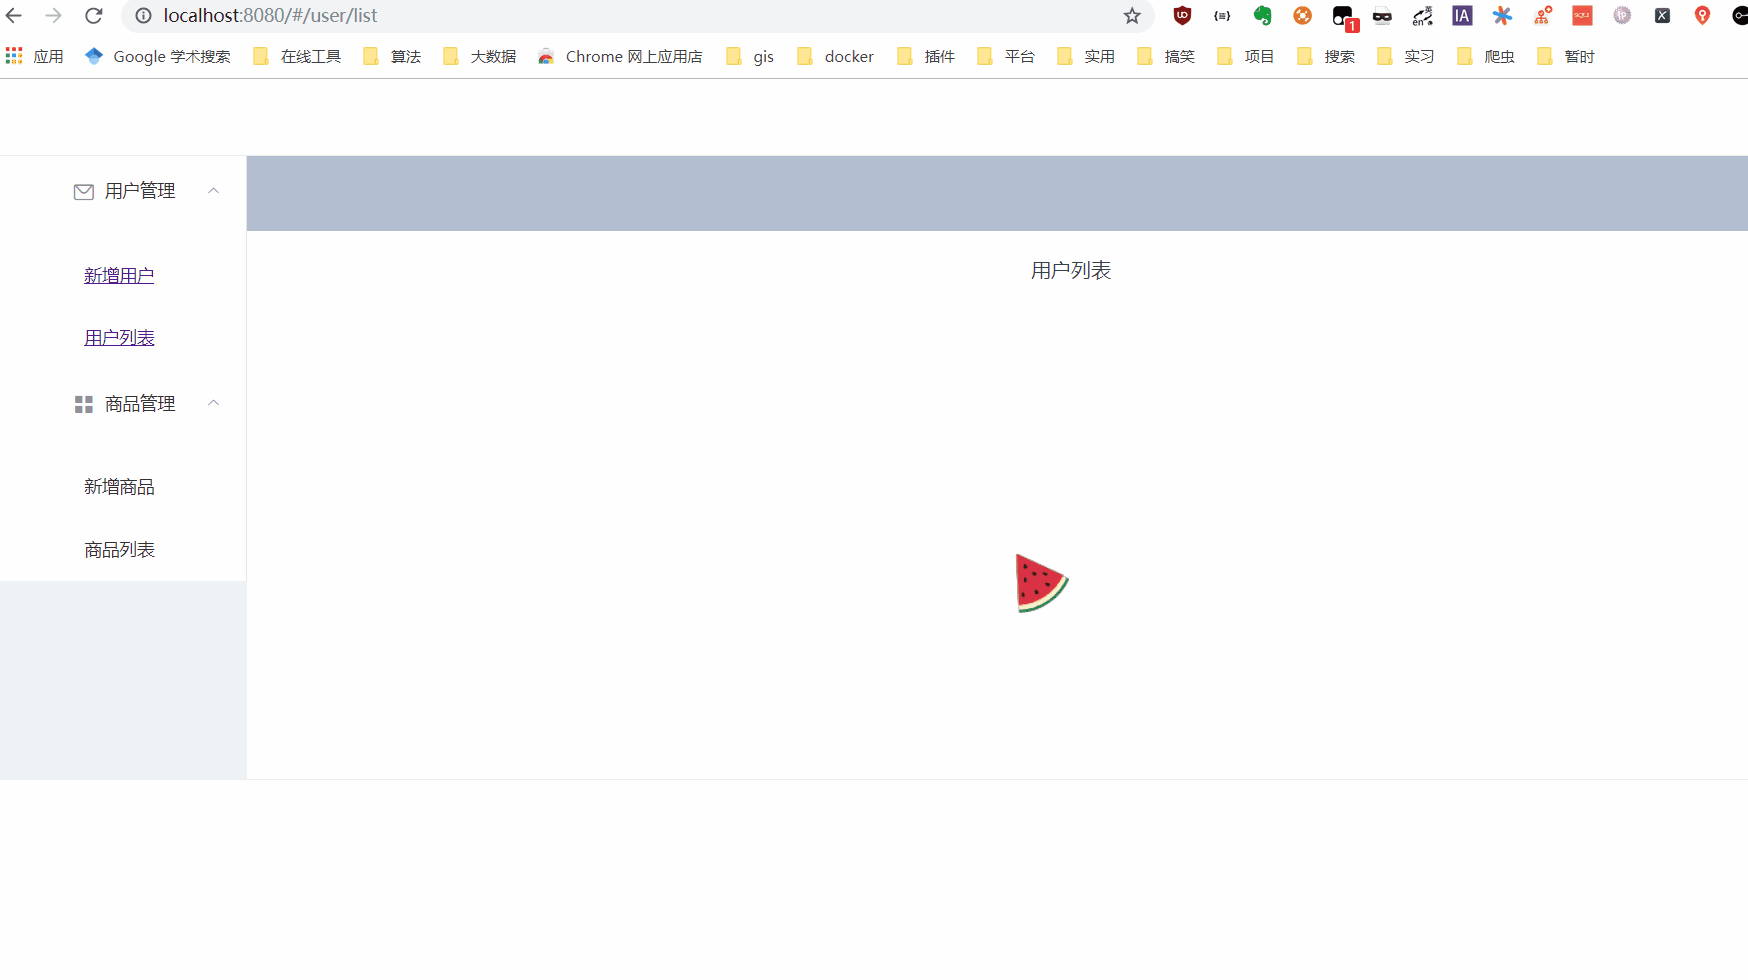 localhost:8080/#/user/list
1
应用 Google 学术搜索 在线工具 算法 大数据 Chrome 网上应用店 gis docker 插件 平台 实用 搞笑 项目 搜索 实习 爬虫 暂时
用户管理
新增用户
用户列表
商品管理
新增商品
商品列表
用户列表